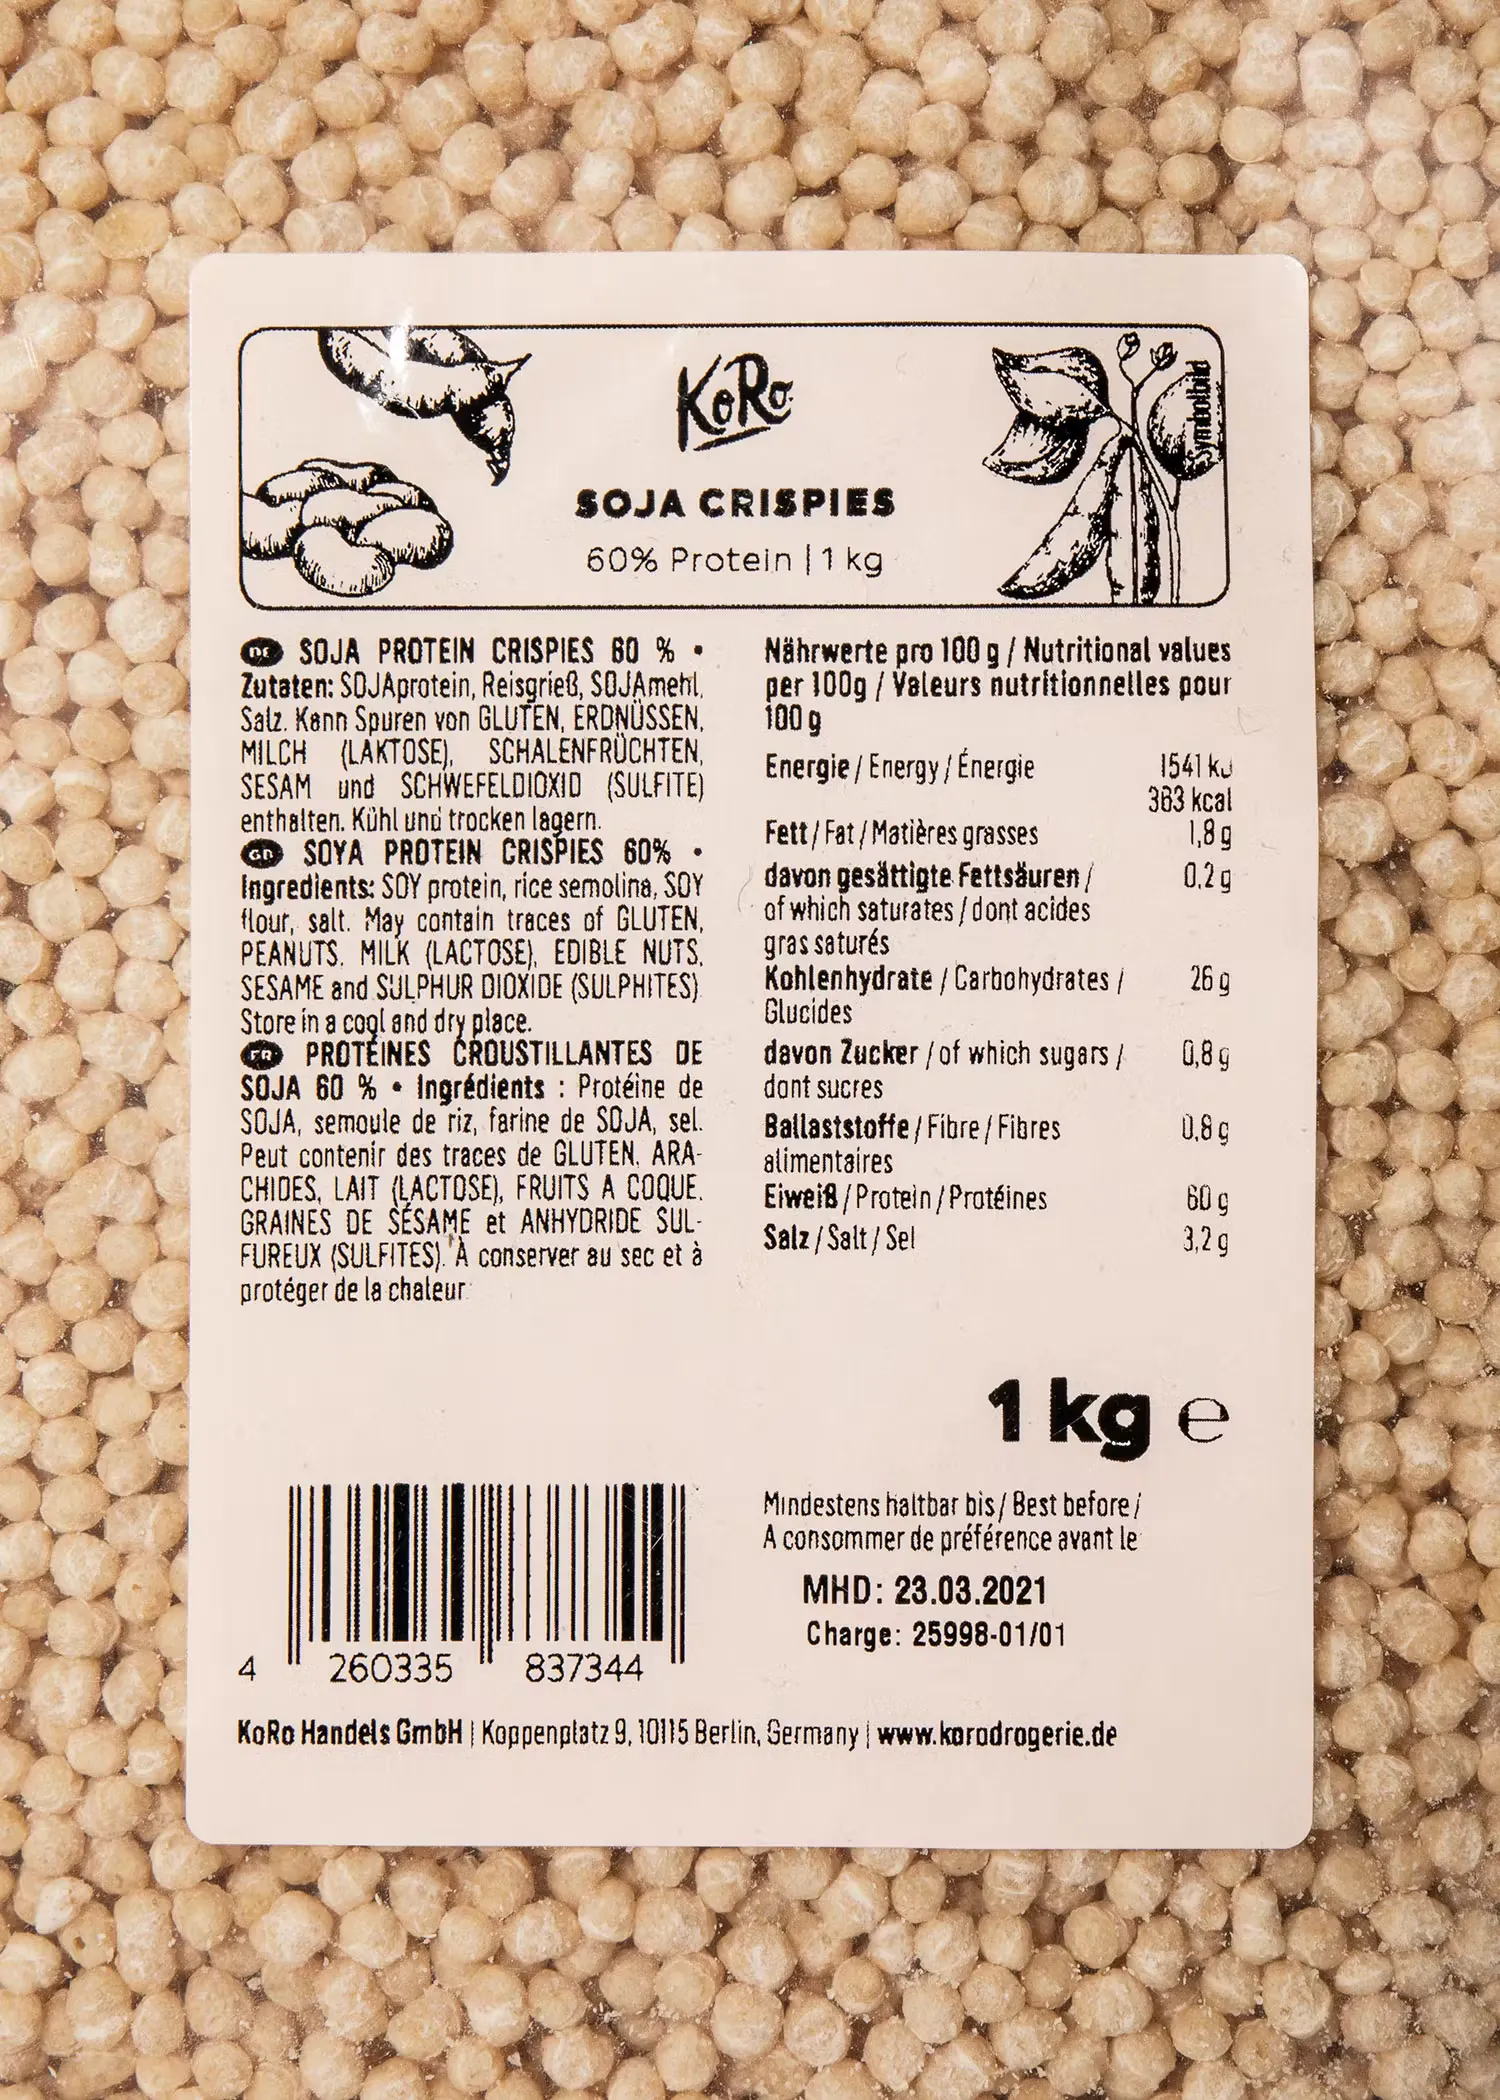 KoRo
SOJA CRISPIES
60% Protein | 1 kg
Symbolbild
DE SOJA PROTEIN CRISPIES 60 % •
Zutaten: SOJAprotein, Reisgrieß, SOJAmehl,
Salz. Kann Spuren von GLUTEN, ERDNÜSSEN,
MILCH (LAKTOSE), SCHALENFRÜCHTEN,
SESAM und SCHWEFELDIOXID (SULFITE)
enthalten. Kühl und trocken lagern.
GB SOYA PROTEIN CRISPIES 60% •
Ingredients: SOY protein, rice semolina, SOY
flour, salt. May contain traces of GLUTEN,
PEANUTS, MILK (LACTOSE), EDIBLE NUTS,
SESAME and SULPHUR DIOXIDE (SULPHITES)
Store in a cool and dry place.
FR PROTÉINES CROUSTILLANTES DE
SOJA 60 % • Ingrédients : Protéine de
SOJA, semoule de riz, farine de SOJA, sel.
Peut contenir des traces de GLUTEN, ARA-
CHIDES, LAIT (LACTOSE), FRUITS A COQUE,
GRAINES DE SÉSAME et ANHYDRIDE SUL-
FUREUX (SULFITES). À conserver au sec et à
protéger de la chaleur
Nährwerte pro 100 g / Nutritional values
per 100g / Valeurs nutritionnelles pour
100 g
Energie / Energy / Énergie 1541 kJ
363 kcal
Fett / Fat / Matières grasses 1,8 g
davon gesättigte Fettsäuren / 0,2 g
of which saturates / dont acides
gras saturés
Kohlenhydrate / Carbohydrates / 26 g
Glucides
davon Zucker / of which sugars / 0,8 g
dont sucres
Ballaststoffe / Fibre / Fibres 0,8 g
alimentaires
Eiweiß / Protein / Protéines 60 g
Salz / Salt / Sel 3,2 g
1 kg e
Mindestens haltbar bis / Best before /
A consommer de préférence avant le
MHD: 23.03.2021
Charge: 25998-01/01
4 260335 837344
KoRo Handels GmbH | Koppenplatz 9, 10115 Berlin, Germany | www.korodrogerie.de